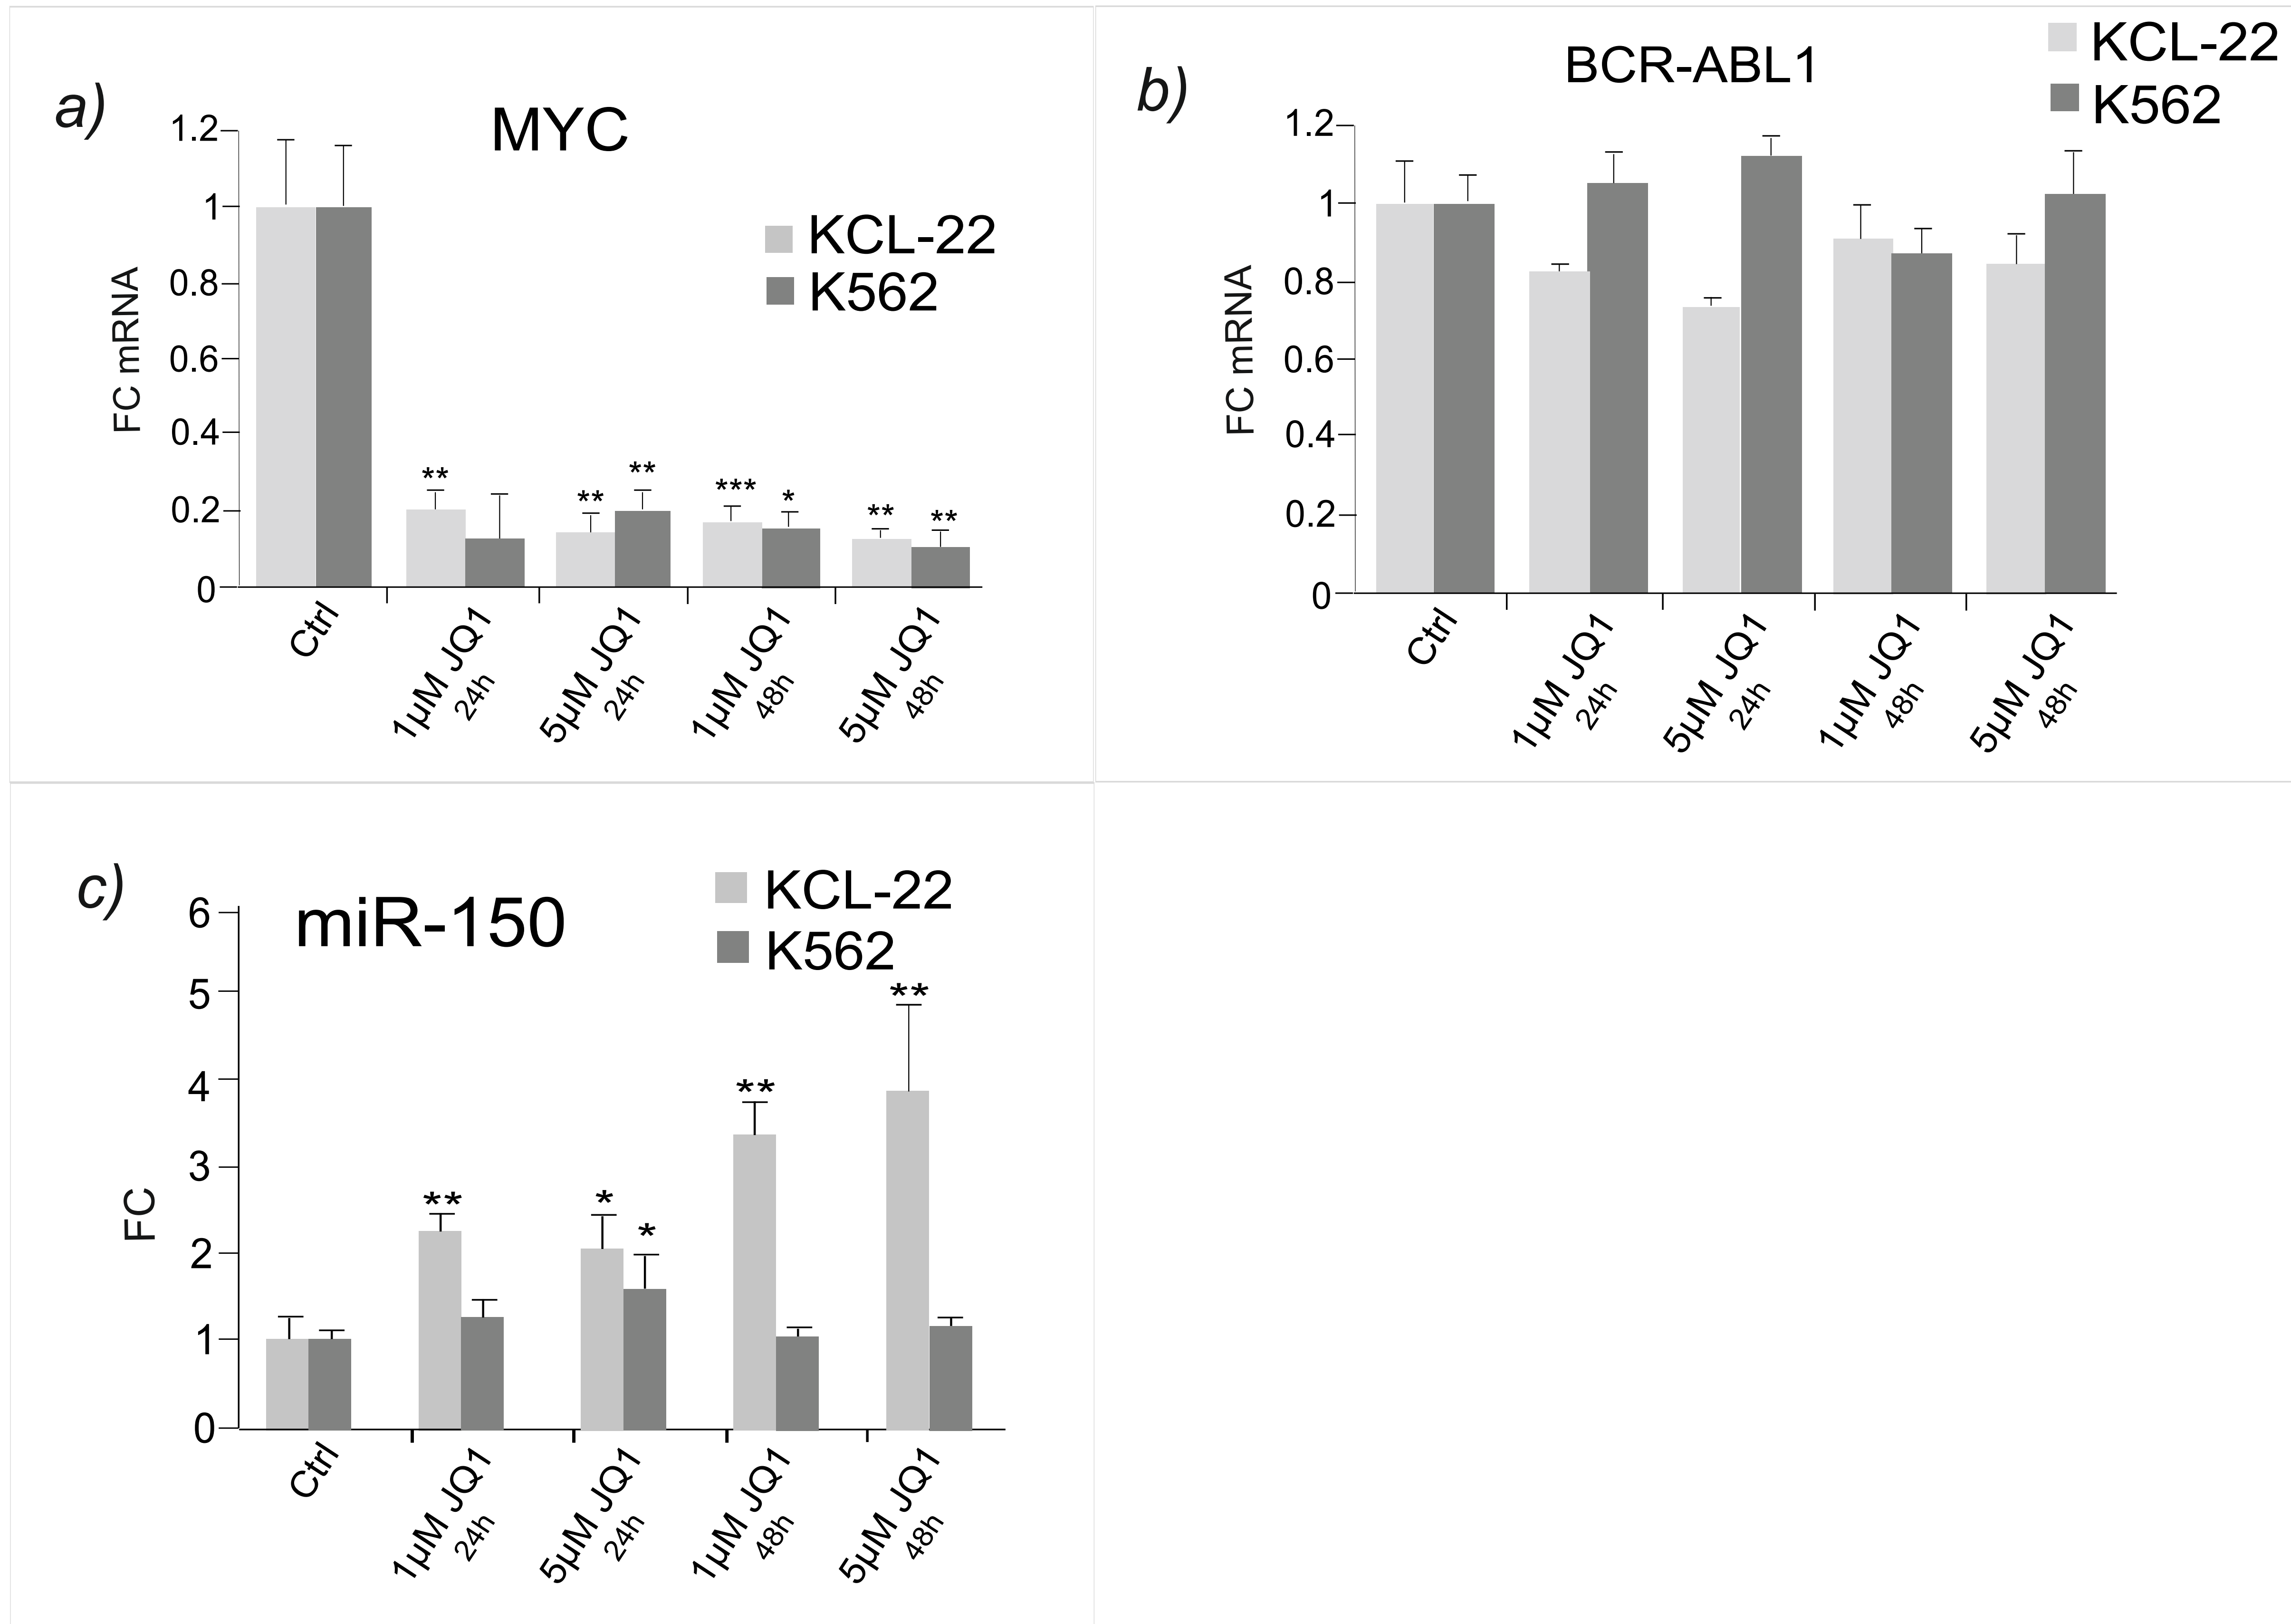 a)
MYC
KCL-22
K562
FC mRNA
1.2
1
0.8
0.6
0.4
0.2
0
**
**
**
***
*
**
**
Ctrl
1µM JQ1
24h
5µM JQ1
24h
1µM JQ1
48h
5µM JQ1
48h
b)
BCR-ABL1
KCL-22
K562
FC mRNA
1.2
1
0.8
0.6
0.4
0.2
0
Ctrl
1µM JQ1
24h
5µM JQ1
24h
1µM JQ1
48h
5µM JQ1
48h
c)
miR-150
KCL-22
K562
FC
6
5
4
3
2
1
0
**
*
*
**
**
Ctrl
1µM JQ1
24h
5µM JQ1
24h
1µM JQ1
48h
5µM JQ1
48h